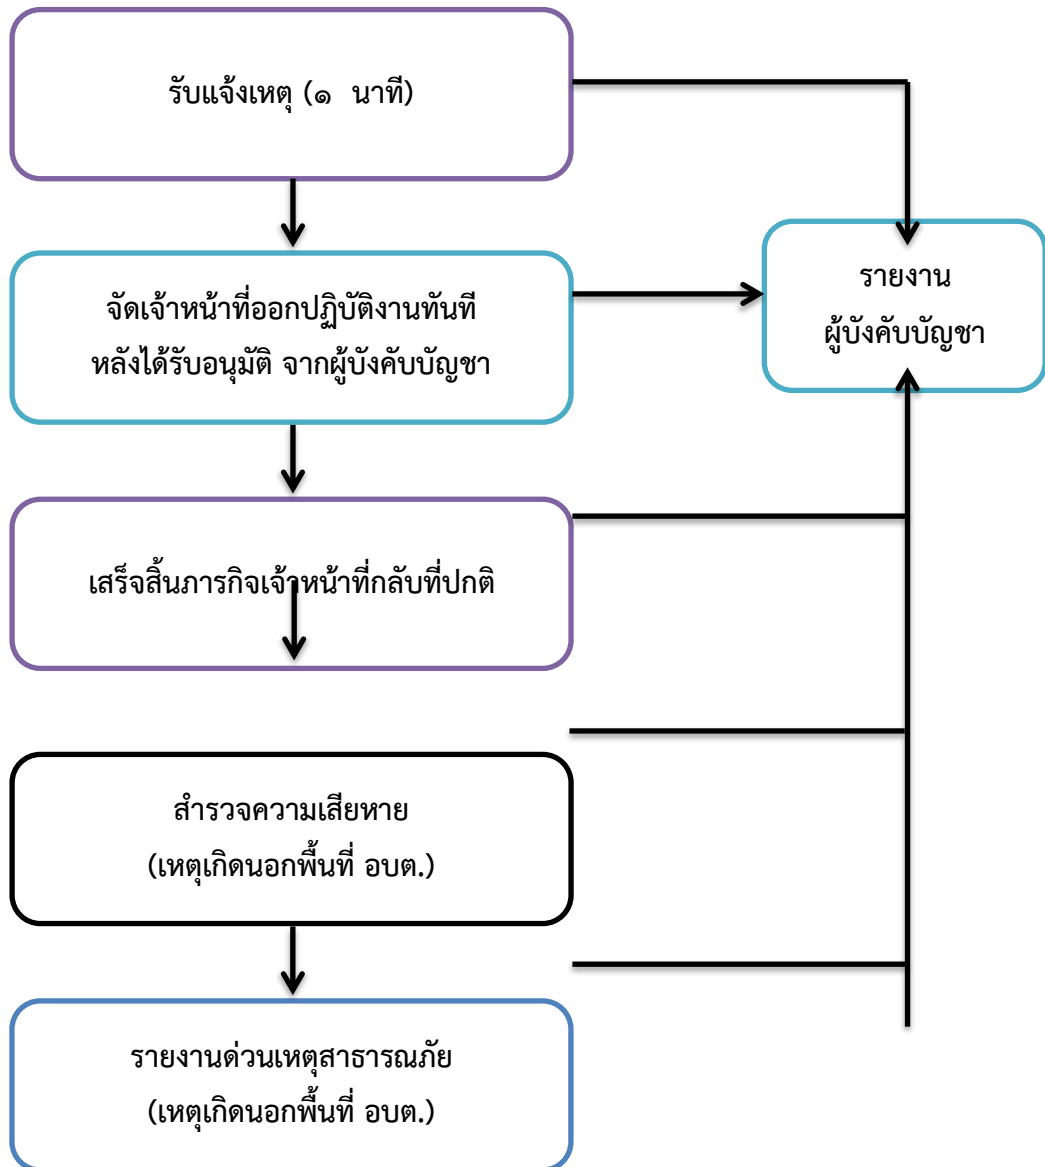 รับแจ้งเหตุ (๑ นาที)
จัดเจ้าหน้าที่ออกปฏิบัติงานทันที
หลังได้รับอนุมัติ จากผู้บังคับบัญชา
รายงาน
ผู้บังคับบัญชา
เสร็จสิ้นภารกิจเจ้าหน้าที่กลับที่ปกติ
สำรวจความเสียหาย
(เหตุเกิดนอกพื้นที่ อบต.)
รายงานด่วนเหตุสาธารณภัย
(เหตุเกิดนอกพื้นที่ อบต.)